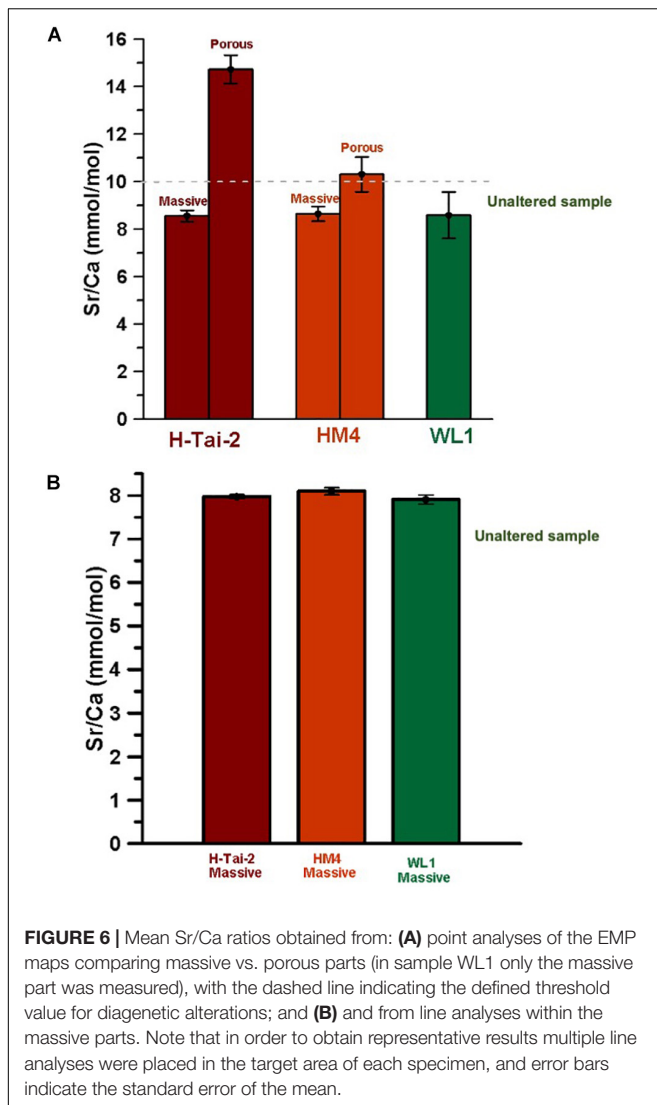 A
16
14
12
10
8
6
4
2
0
Sr/Ca (mmol/mol)
Porous
Massive
Porous
Massive
Unaltered sample
H-Tai-2
HM4
WL1
B
8
7
6
5
4
3
2
1
0
Sr/Ca (mmol/mol)
Unaltered sample
H-Tai-2
Massive
HM4
Massive
WL1
Massive
FIGURE 6 | Mean Sr/Ca ratios obtained from: (A) point analyses of the EMP
maps comparing massive vs. porous parts (in sample WL1 only the massive
part was measured), with the dashed line indicating the defined threshold
value for diagenetic alterations; and (B) and from line analyses within the
massive parts. Note that in order to obtain representative results multiple line
analyses were placed in the target area of each specimen, and error bars
indicate the standard error of the mean.